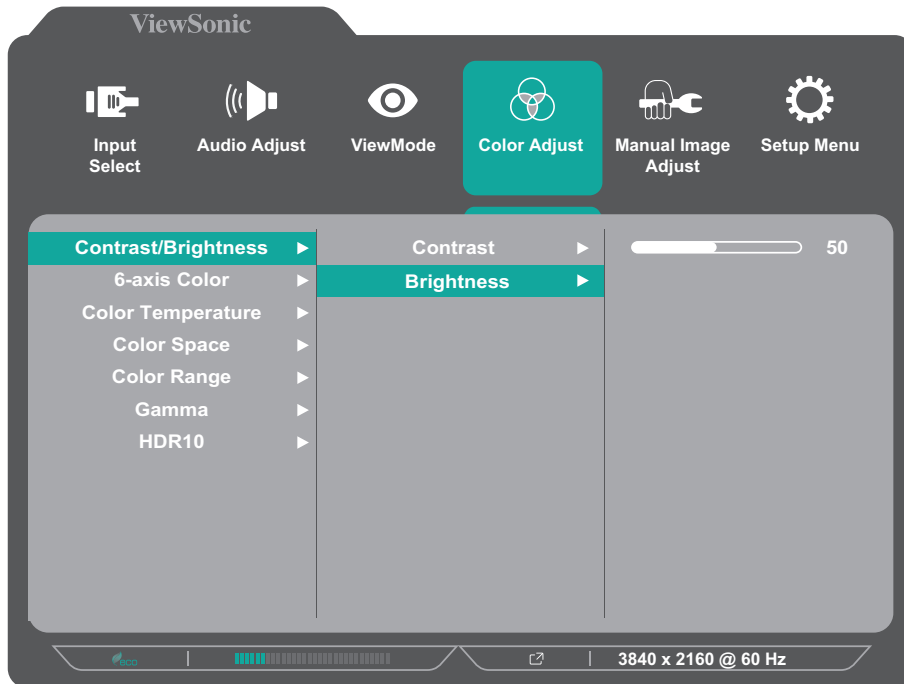 ViewSonic
Input Select
Audio Adjust
ViewMode
Color Adjust
Manual Image Adjust
Setup Menu
Contrast/Brightness
Contrast
50
6-axis Color
Brightness
Color Temperature
Color Space
Color Range
Gamma
HDR10
eco
3840 x 2160 @ 60 Hz